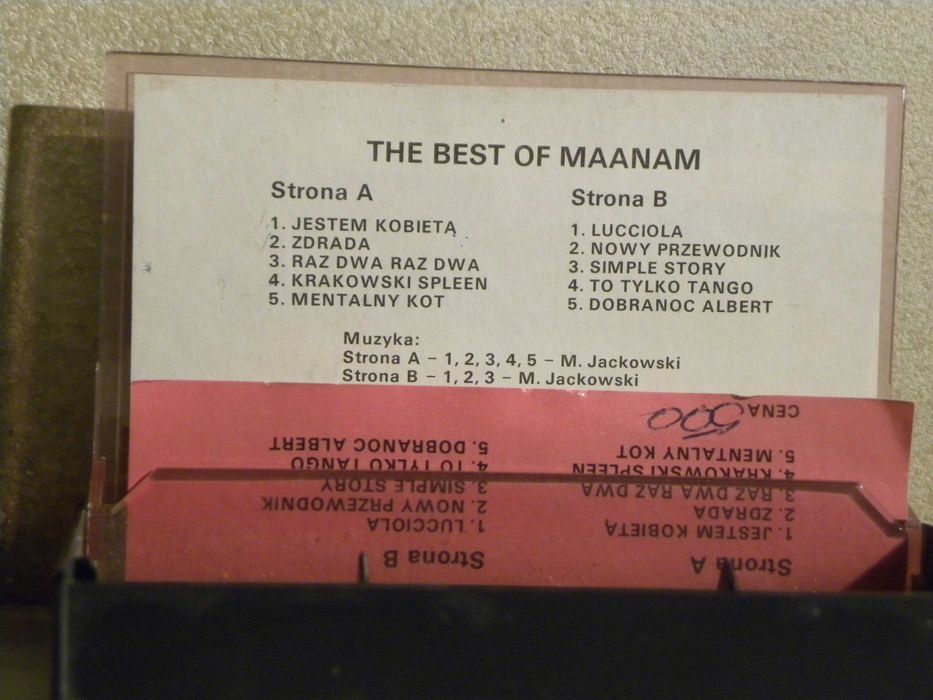 THE BEST OF MAANAM
Strona A
1. JESTEM KOBIETĄ
2. ZDRADA
3. RAZ DWA RAZ DWA
4. KRAKOWSKI SPLEEN
5. MENTALNY KOT
Strona B
1. LUCCIOLA
2. NOWY PRZEWODNIK
3. SIMPLE STORY
4. TO TYLKO TANGO
5. DOBRANOC ALBERT
Muzyka:
Strona A – 1, 2, 3, 4, 5 – M. Jackowski
Strona B – 1, 2, 3 – M. Jackowski
Strona A
1. JESTEM KOBIETĄ
2. ZDRADA
3. RAZ DWA RAZ DWA
4. KRAKOWSKI SPLEEN
5. MENTALNY KOT
CENA 500
Strona B
1. LUCCIOLA
2. NOWY PRZEWODNIK
3. SIMPLE STORY
4. TO TYLKO TANGO
5. DOBRANOC ALBERT